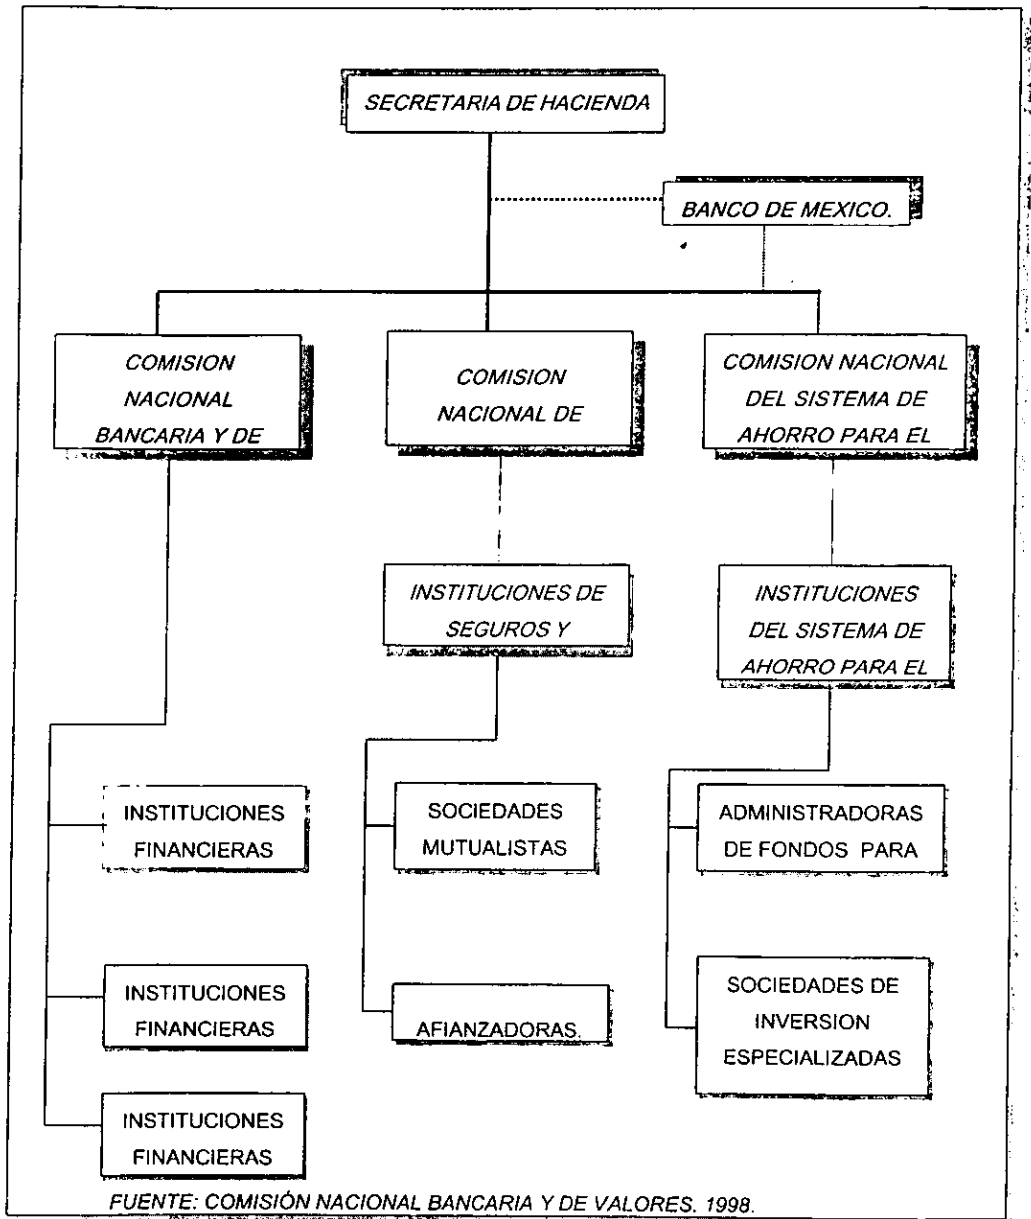 SECRETARIA DE HACIENDA
BANCO DE MEXICO.
COMISION
NACIONAL
BANCARIA Y DE
COMISION
NACIONAL DE
COMISION NACIONAL
DEL SISTEMA DE
AHORRO PARA EL
INSTITUCIONES DE
SEGUROS Y
INSTITUCIONES
DEL SISTEMA DE
AHORRO PARA EL
INSTITUCIONES
FINANCIERAS
SOCIEDADES
MUTUALISTAS
ADMINISTRADORAS
DE FONDOS PARA
INSTITUCIONES
FINANCIERAS
AFIANZADORAS.
SOCIEDADES DE
INVERSION
ESPECIALIZADAS
INSTITUCIONES
FINANCIERAS
FUENTE: COMISIÓN NACIONAL BANCARIA Y DE VALORES. 1998.